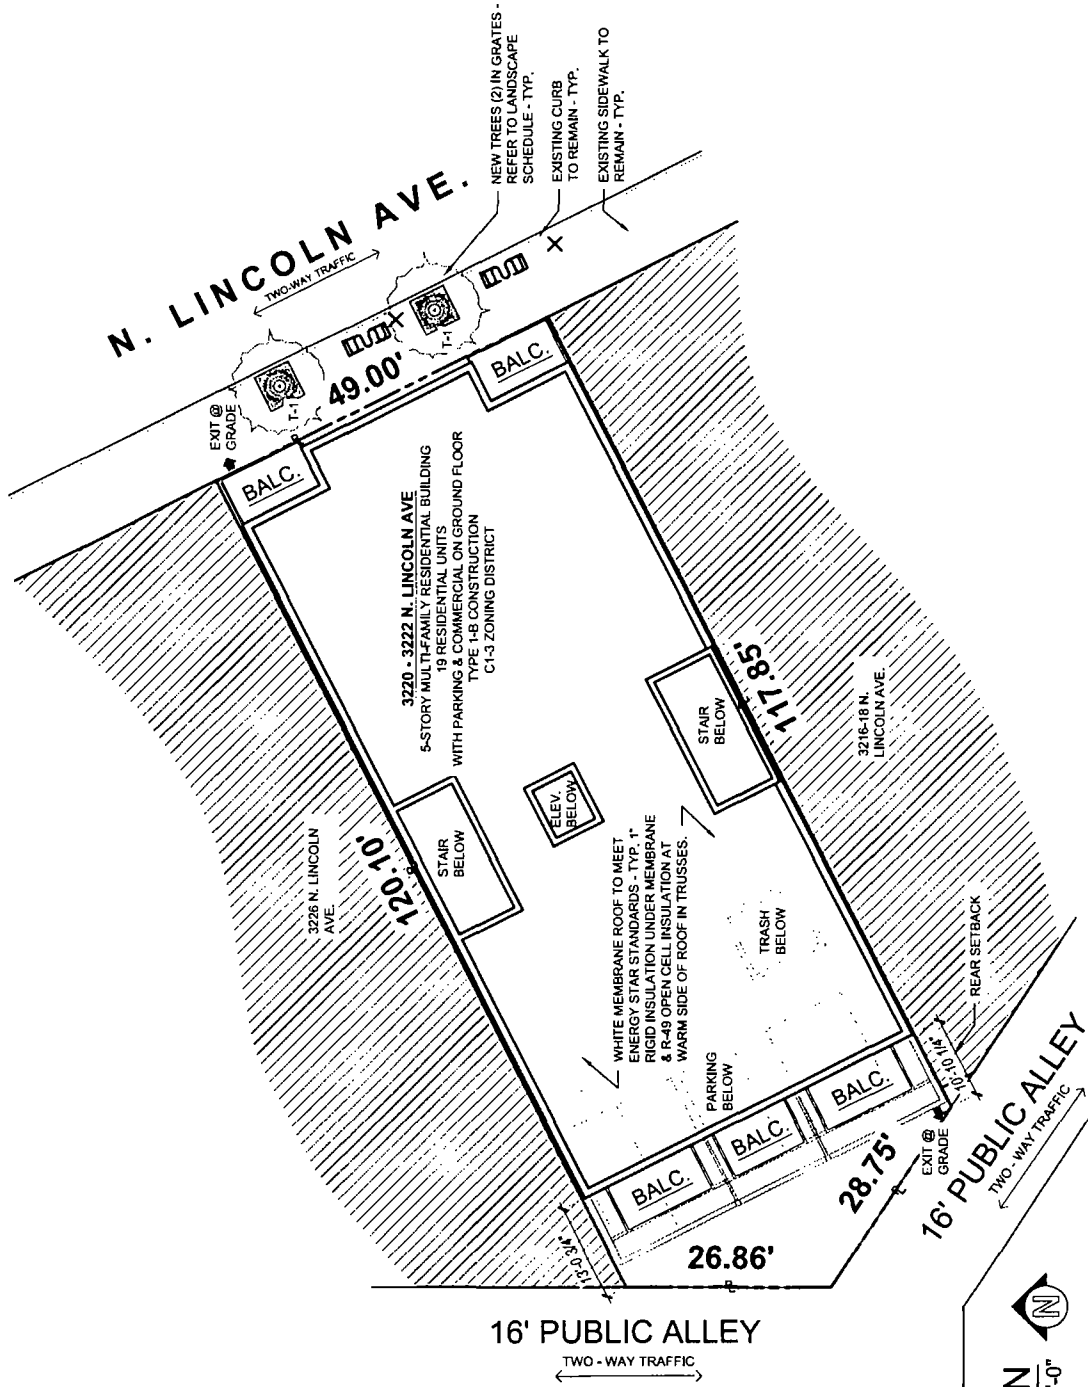 N. LINCOLN AVE.
TWO-WAY TRAFFIC
NEW TREES (2) IN GRATES -
REFER TO LANDSCAPE
SCHEDULE - TYP.
EXISTING CURB
TO REMAIN - TYP.
EXISTING SIDEWALK TO
REMAIN - TYP.
EXIT @
GRADE
T-1
49.00'
T-1
BALC.
BALC.
3220 - 3222 N. LINCOLN AVE
5-STORY MULTI-FAMILY RESIDENTIAL BUILDING
19 RESIDENTIAL UNITS
WITH PARKING & COMMERCIAL ON GROUND FLOOR
TYPE 1-B CONSTRUCTION
C1-3 ZONING DISTRICT
3226 N. LINCOLN
AVE.
120.10'
STAIR
BELOW
ELEV.
BELOW
STAIR
BELOW
117.85'
3216-18 N.
LINCOLN AVE.
WHITE MEMBRANE ROOF TO MEET
ENERGY STAR STANDARDS - TYP. 1"
RIGID INSULATION UNDER MEMBRANE
& R-49 OPEN CELL INSULATION AT
WARM SIDE OF ROOF IN TRUSSES.
TRASH
BELOW
PARKING
BELOW
REAR SETBACK
10'-10 1/4"
BALC.
BALC.
BALC.
13'-0 3/4"
26.86'
28.75'
EXIT @
GRADE
16' PUBLIC ALLEY
TWO - WAY TRAFFIC
16' PUBLIC ALLEY
TWO - WAY TRAFFIC
N